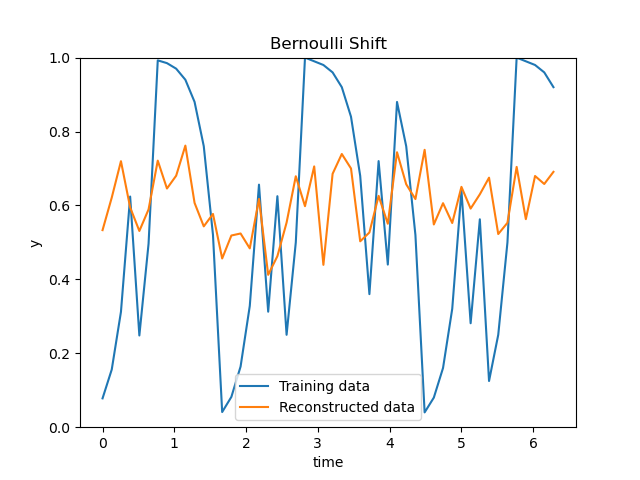 Bernoulli Shift
1.0
0.8
0.6
0.4
0.2
0.0
y
Training data
Reconstructed data
0 1 2 3 4 5 6
time